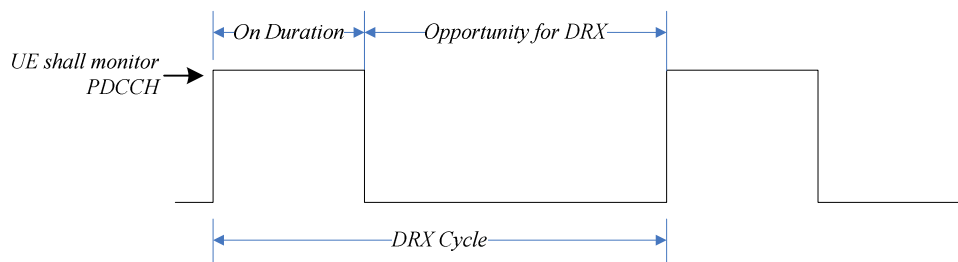 On Duration
Opportunity for DRX
UE shall monitor
PDCCH
DRX Cycle